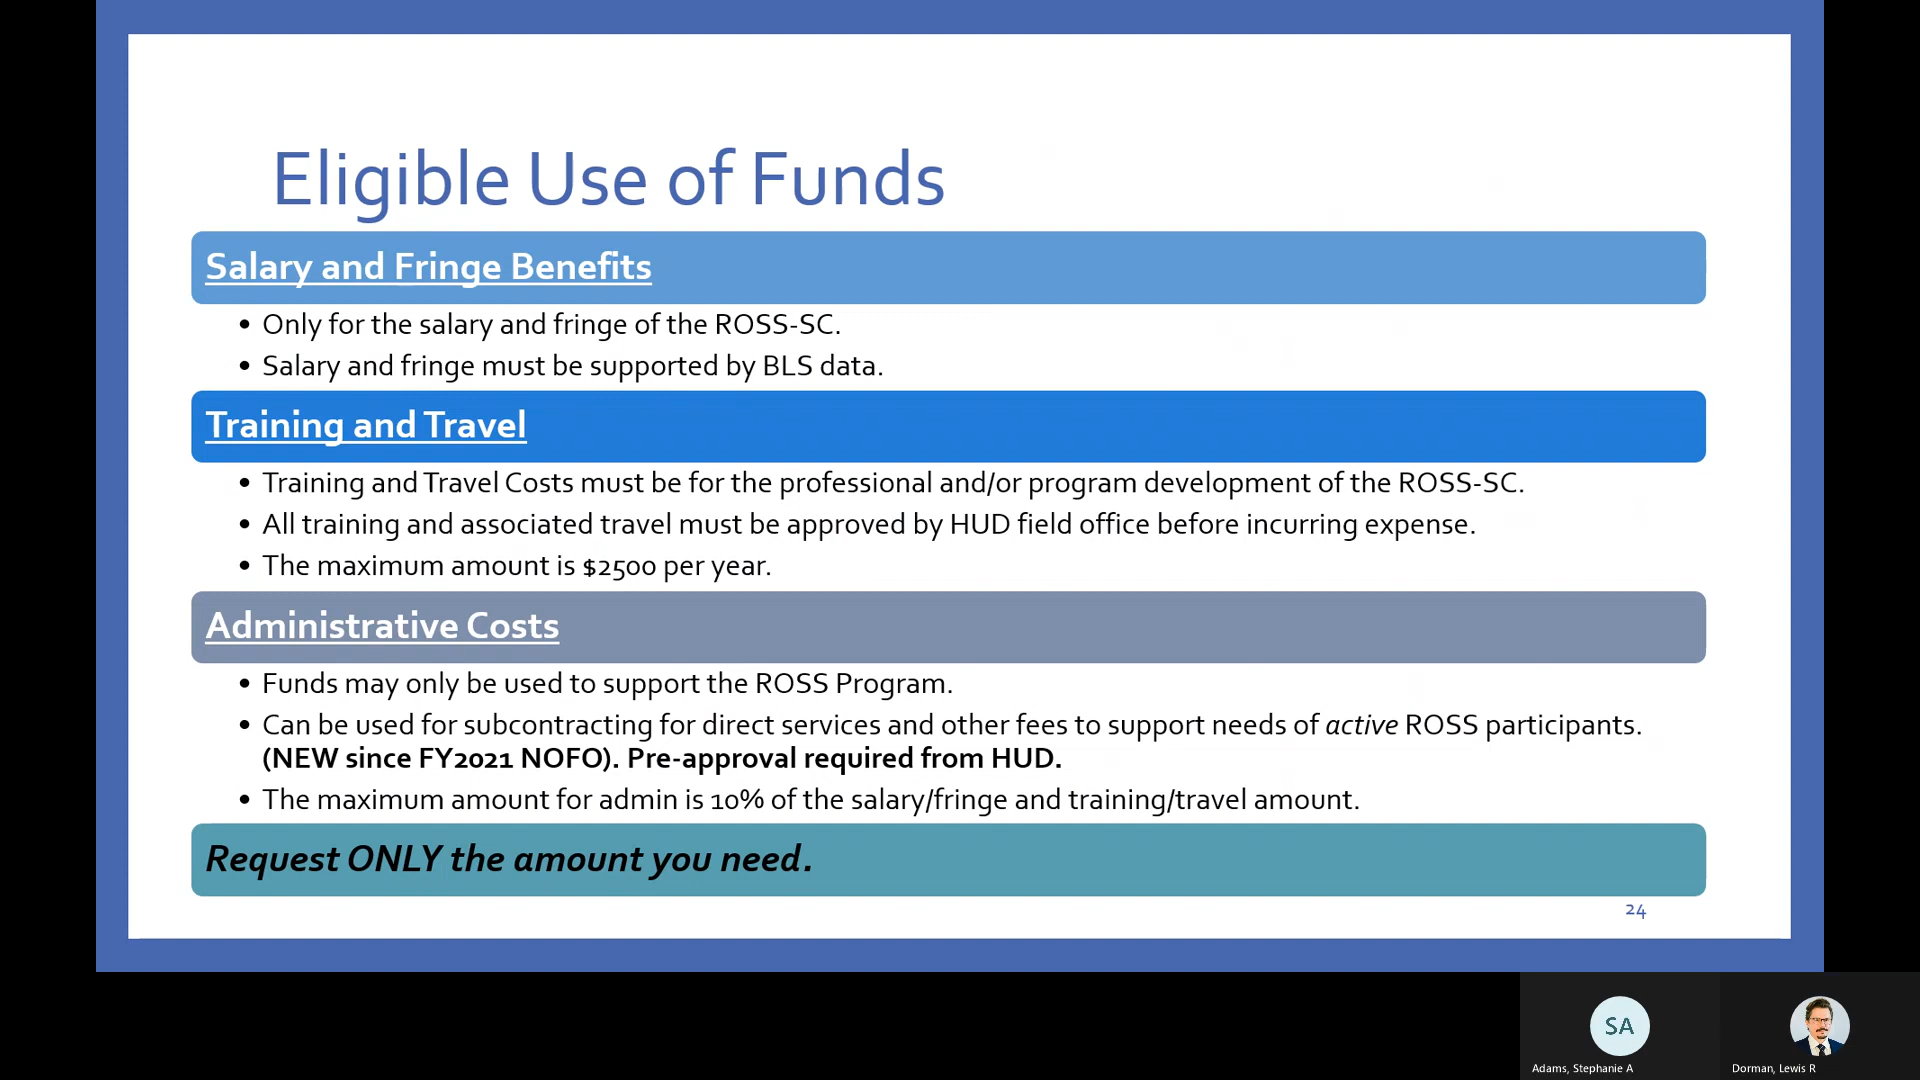 Eligible Use of Funds
Salary and Fringe Benefits
• Only for the salary and fringe of the ROSS-SC.
• Salary and fringe must be supported by BLS data.
Training and Travel
• Training and Travel Costs must be for the professional and/or program development of the ROSS-SC.
• All training and associated travel must be approved by HUD field office before incurring expense.
• The maximum amount is $2500 per year.
Administrative Costs
• Funds may only be used to support the ROSS Program.
• Can be used for subcontracting for direct services and other fees to support needs of active ROSS participants.
(NEW since FY2021 NOFO). Pre-approval required from HUD.
• The maximum amount for admin is 10% of the salary/fringe and training/travel amount.
Request ONLY the amount you need.
24
SA
Adams, Stephanie A
Dorman, Lewis R